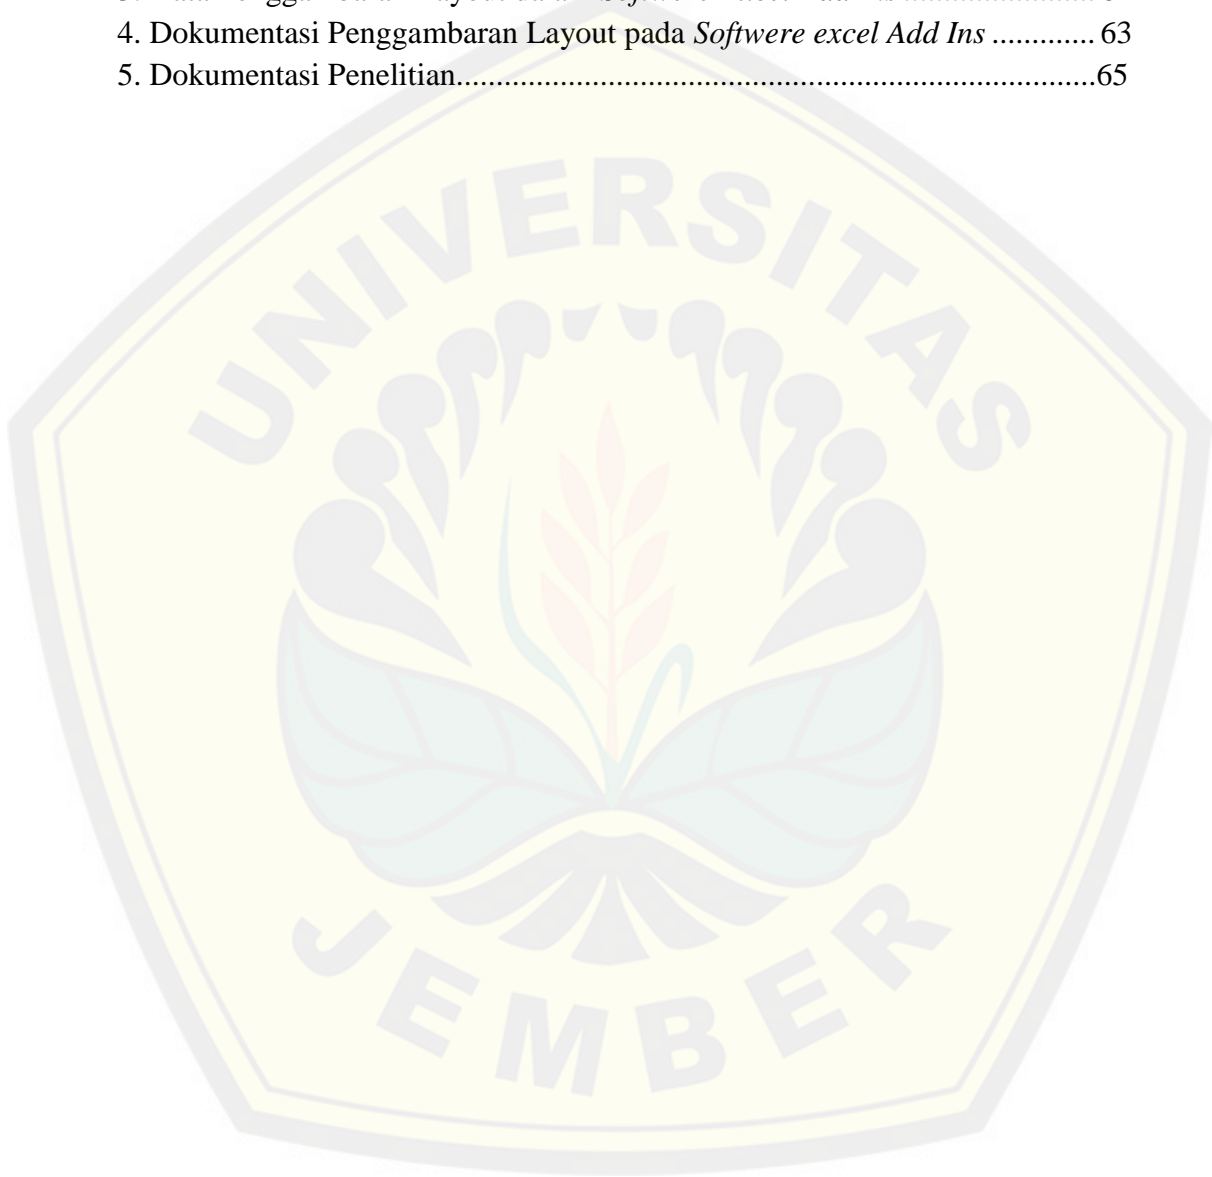 4. Dokumentasi Penggambaran Layout pada Softwere excel Add Ins ............. 63
5. Dokumentasi Penelitian................................................................................65
UNIVERSITAS
JEMBER